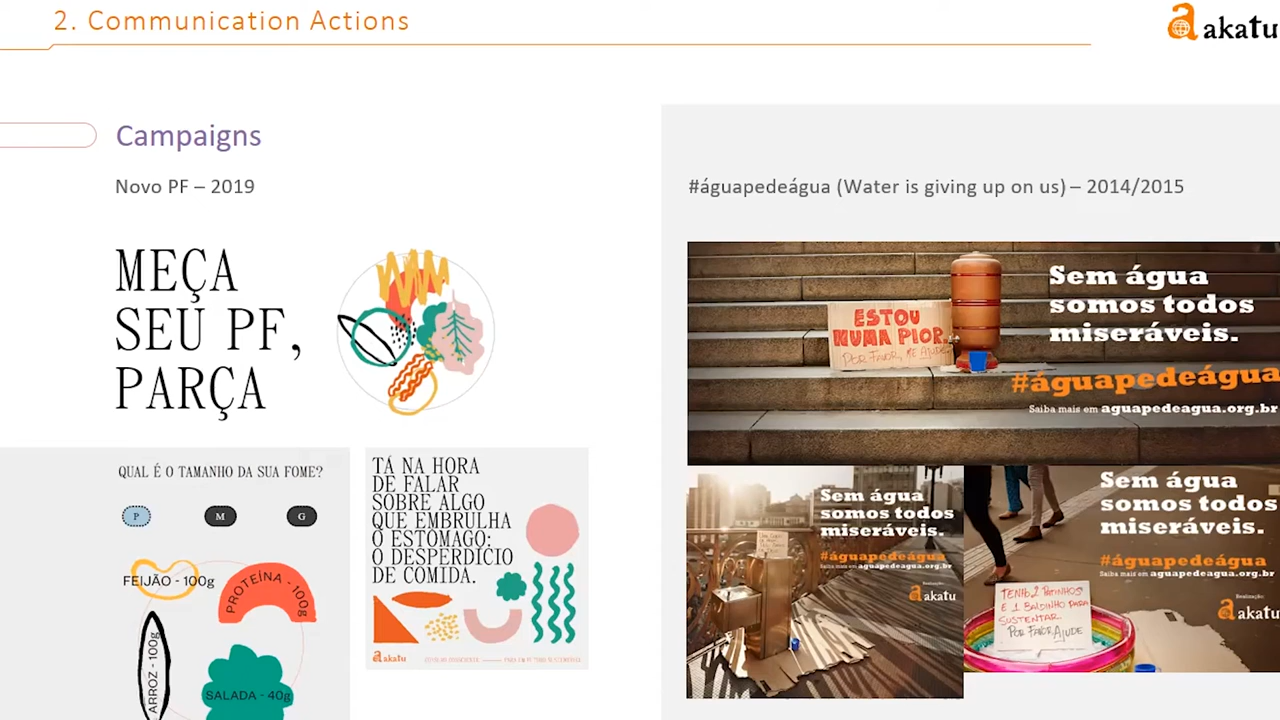 2. Communication Actions
akatu
Campaigns
Novo PF – 2019
MEÇA
SEU PF,
PARÇA
QUAL É O TAMANHO DA SUA FOME?
P
M
G
FEIJÃO - 100g
PROTEÍNA - 100g
ARROZ - 100g
SALADA - 40g
TÁ NA HORA
DE FALAR
SOBRE ALGO
QUE EMBRULHA
O ESTÔMAGO:
O DESPERDÍCIO
DE COMIDA.
akatu
#águapedeágua (Water is giving up on us) – 2014/2015
ESTOU
NUMA PIOR.
POR FAVOR, ME AJUDE
Sem água
somos todos
miseráveis.
#águapedeágua
Saiba mais em aguapedeagua.org.br
Sem água
somos todos
miseráveis.
#águapedeágua
Saiba mais em aguapedeagua.org.br
Realização:
akatu
Sem água
somos todos
miseráveis.
#águapedeágua
Saiba mais em aguapedeagua.org.br
TENHO 2 PATINHOS
E 1 BALDINHO PARA
SUSTENTAR
POR FAVOR AJUDE
Realização:
akatu